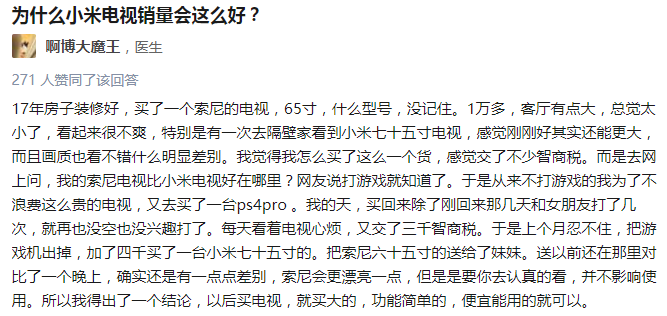 为什么小米电视销量会这么好？
啊博大魔王，医生
271 人赞同了该回答
17年房子装修好，买了一个索尼的电视，65寸，什么型号，没记住。1万多，客厅有点大，总觉太
小了，看起来很不爽，特别是有一次去隔壁家看到小米七十五寸电视，感觉刚刚好其实还能更大，
而且画质也看不错什么明显差别。我觉得我怎么买了这么一个货，感觉交了不少智商税。而是去网
上问，我的索尼电视比小米电视好在哪里？网友说打游戏就知道了。于是从来不打游戏的我为了不
浪费这么贵的电视，又去买了一台ps4pro 。我的天，买回来除了刚回来那几天和女朋友打了几
次，就再也没空也没兴趣打了。每天看着电视心烦，又交了三千智商税。于是上个月忍不住，把游
戏机出掉，加了四千买了一台小米七十五寸的。把索尼六十五寸的送给了妹妹。送以前还在那里对
比了一个晚上，确实还是有一点点差别，索尼会更漂亮一点，但是是要你去认真的看，并不影响使
用。所以我得出了一个结论，以后买电视，就买大的，功能简单的，便宜能用的就可以。